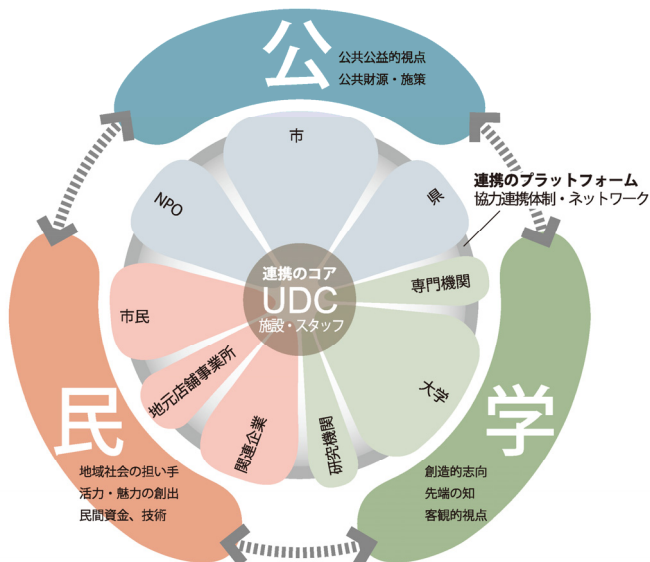 公
公共公益的視点
公共財源・施策
市
NPO
県
連携のプラットフォーム
協力連携体制・ネットワーク
連携のコア
UDC
施設・スタッフ
専門機関
市民
地元店舗事業所
関連企業
研究機関
大学
民
地域社会の担い手
活力・魅力の創出
民間資金、技術
学
創造的志向
先端の知
客観的視点